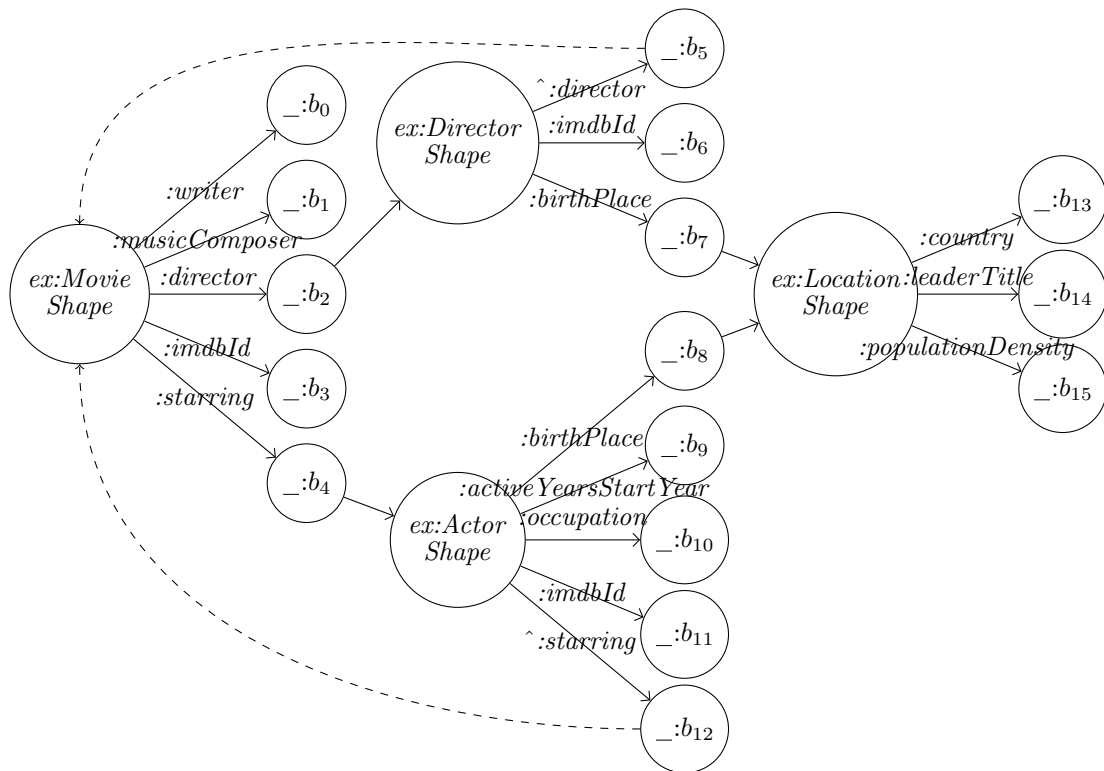 _:b5
_:b0
^:director
ex:Director
Shape
:imdbId
_:b6
:writer
_:b1
:birthPlace
_:b13
:musicComposer
_:b7
:country
ex:Movie
Shape
:director
_:b2
ex:Location
Shape
:leaderTitle
_:b14
:imdbId
_:b8
:populationDensity
_:b3
_:b15
:starring
:birthPlace
_:b9
_:b4
:activeYearsStartYear
:occupation
ex:Actor
Shape
_:b10
:imdbId
_:b11
^:starring
_:b12